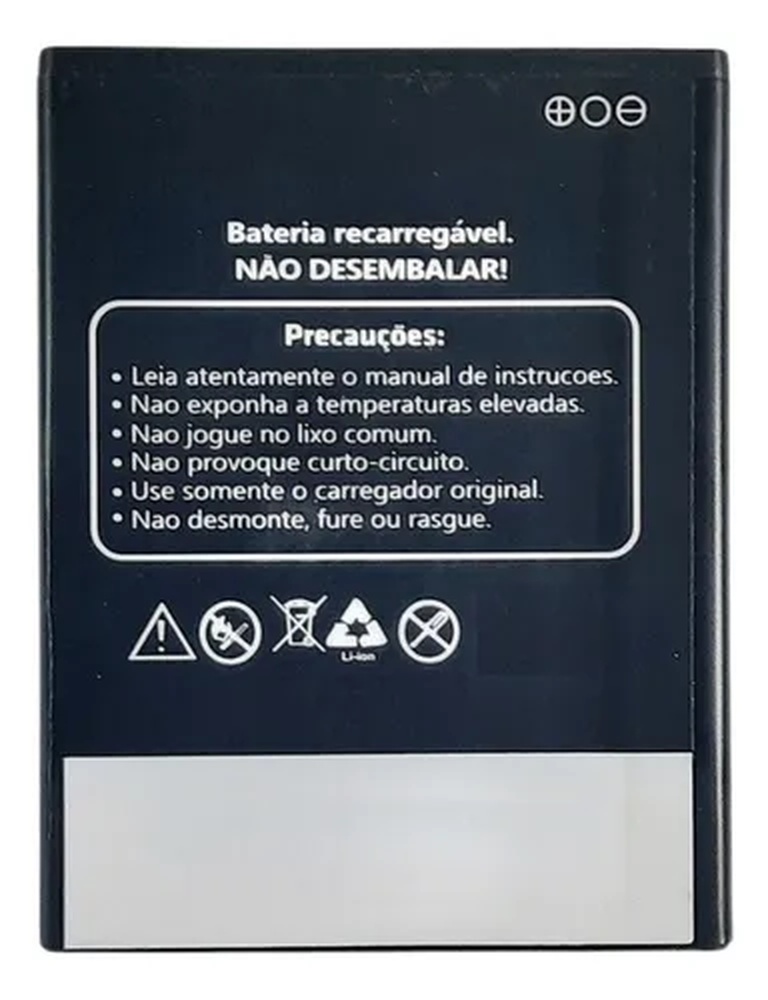 Bateria recarregável.
NÃO DESEMBALAR!
Precauções:
• Leia atentamente o manual de instrucoes.
• Nao exponha a temperaturas elevadas.
• Nao jogue no lixo comum.
• Nao provoque curto-circuito.
• Use somente o carregador original.
• Nao desmonte, fure ou rasgue.
Li-ion